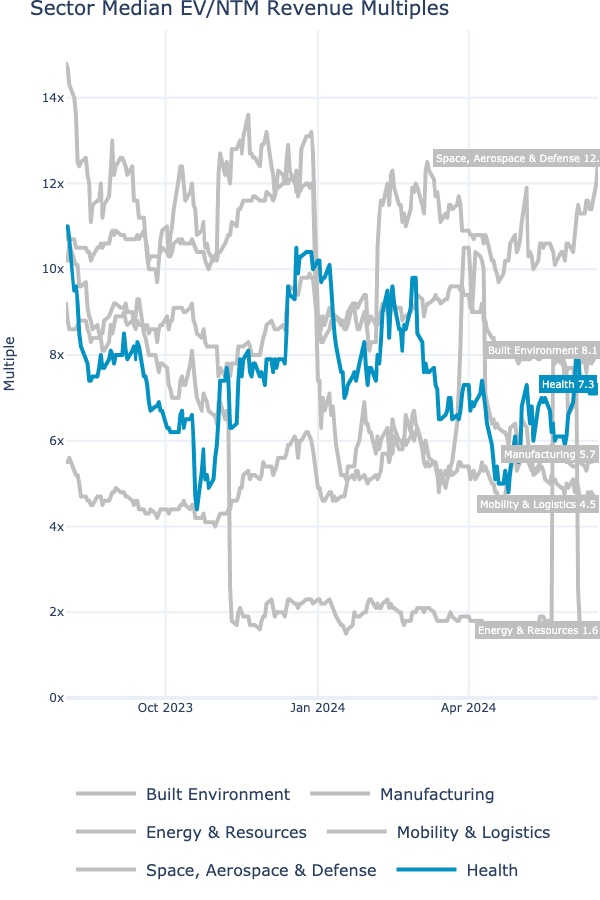 Sector Median EV/NTM Revenue Multiples
14x
12x
10x
8x
6x
4x
2x
0x
Multiple
Space, Aerospace & Defense 12.
Built Environment 8.1
Health 7.3
Manufacturing 5.7
Mobility & Logistics 4.5
Energy & Resources 1.6
Oct 2023
Jan 2024
Apr 2024
Built Environment
Manufacturing
Energy & Resources
Mobility & Logistics
Space, Aerospace & Defense
Health